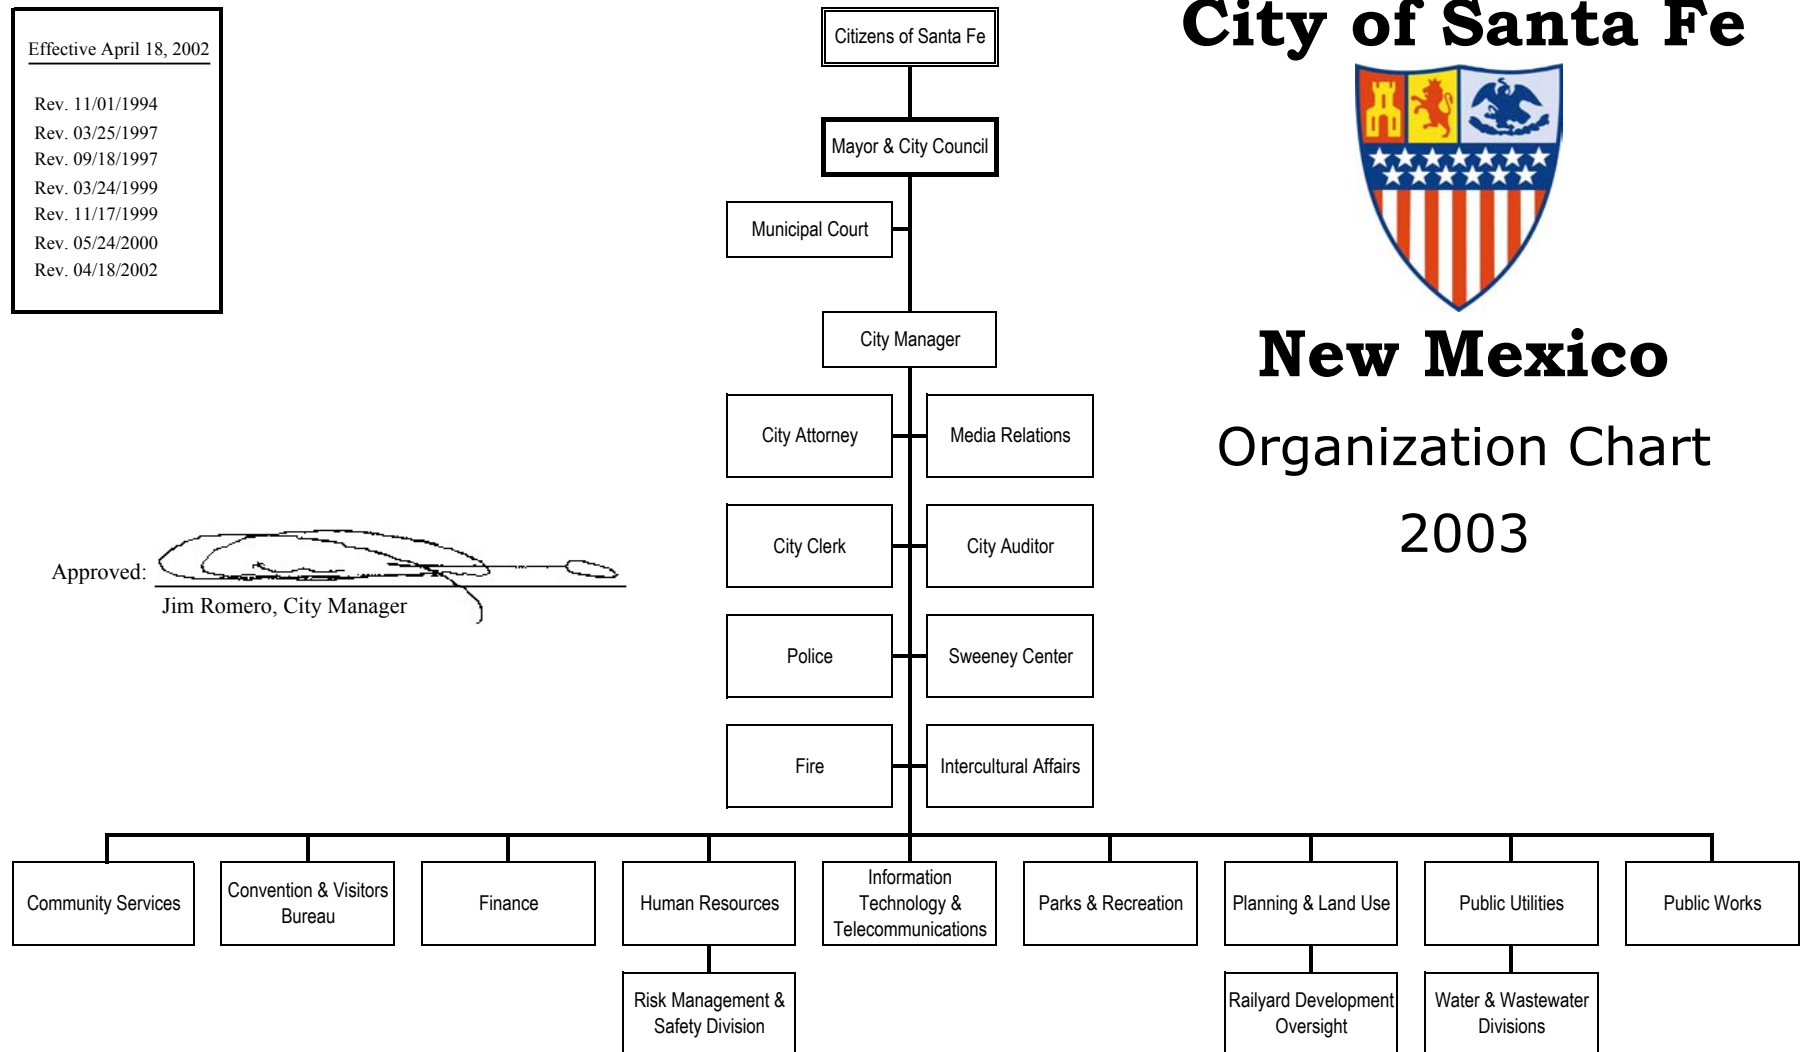 City of Santa Fe
New Mexico
Organization Chart
2003
Effective April 18, 2002
Rev. 11/01/1994
Rev. 03/25/1997
Rev. 09/18/1997
Rev. 03/24/1999
Rev. 11/17/1999
Rev. 05/24/2000
Rev. 04/18/2002
Citizens of Santa Fe
Mayor & City Council
Municipal Court
City Manager
City Attorney
Media Relations
City Clerk
City Auditor
Police
Sweeney Center
Fire
Intercultural Affairs
Approved:
Jim Romero, City Manager
Community Services
Convention & Visitors
Bureau
Finance
Human Resources
Information
Technology &
Telecommunications
Parks & Recreation
Planning & Land Use
Public Utilities
Public Works
Risk Management &
Safety Division
Railyard Development
Oversight
Water & Wastewater
Divisions